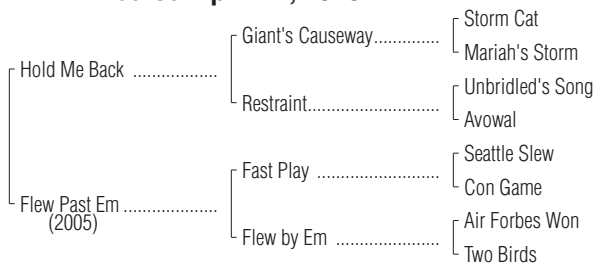 Storm Cat
Giant's Causeway..............
Mariah's Storm
Hold Me Back ..................
Unbridled's Song
Restraint............................
Avowal
Seattle Slew
Fast Play ..........................
Con Game
Flew Past Em ....................
(2005)
Air Forbes Won
Flew by Em ......................
Two Birds